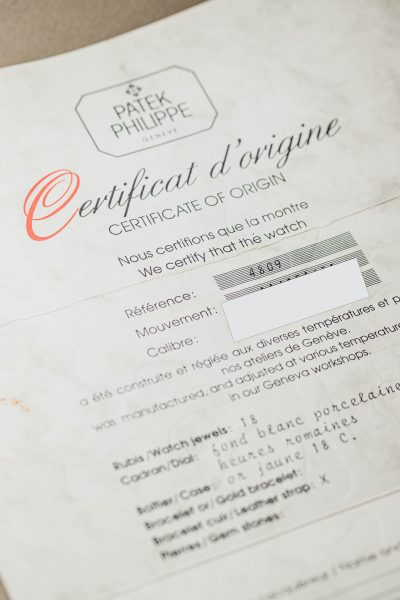 PATEK
PHILIPPE
GENEVE
Certificat d'origine
CERTIFICATE OF ORIGIN
Nous certifions que la montre
We certify that the watch
Référence: 4809
Mouvement:
Calibre:
a été construite et réglée aux diverses températures et
nos ateliers de Genève.
was manufactured, and adjusted at various temperature
in our Geneva workshops.
Rubis/Watch jewels: 18
Cadran/Dial: fond blanc porcelaine
heures romaines
Boîtier/Case: or jaune 18 C.
Bracelet or/Gold bracelet:
Bracelet cuir/Leather strap: X
Pierres/Gem stones: